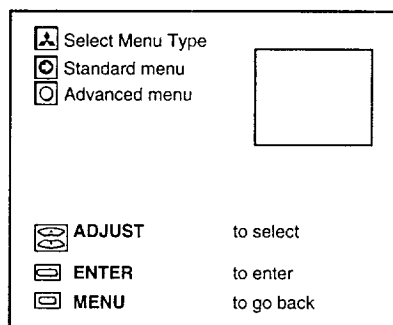 Select Menu Type
Standard menu
Advanced menu
ADJUST to select
ENTER to enter
MENU to go back